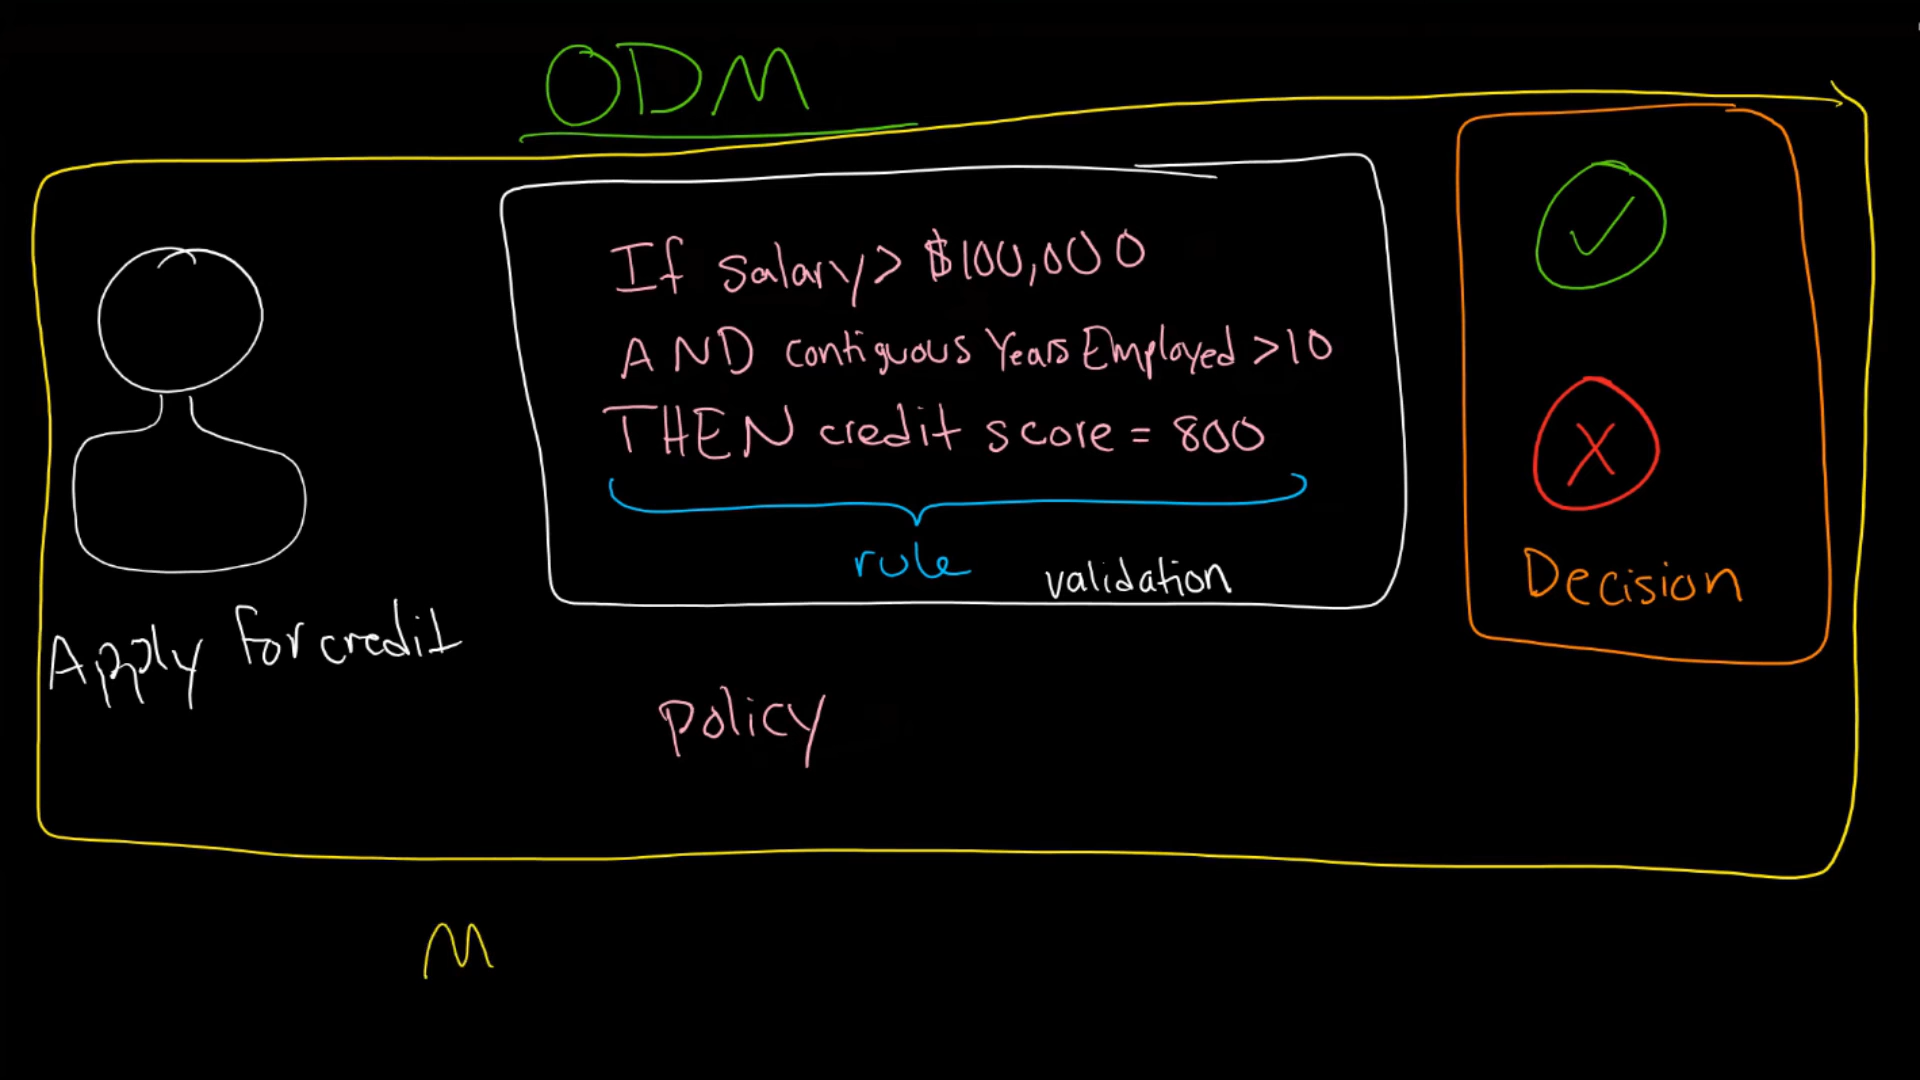 ODM
If salary > $100,000
AND contiguous Years Employed > 10
THEN credit score = 800
rule
validation
Decision
Apply for credit
policy
M